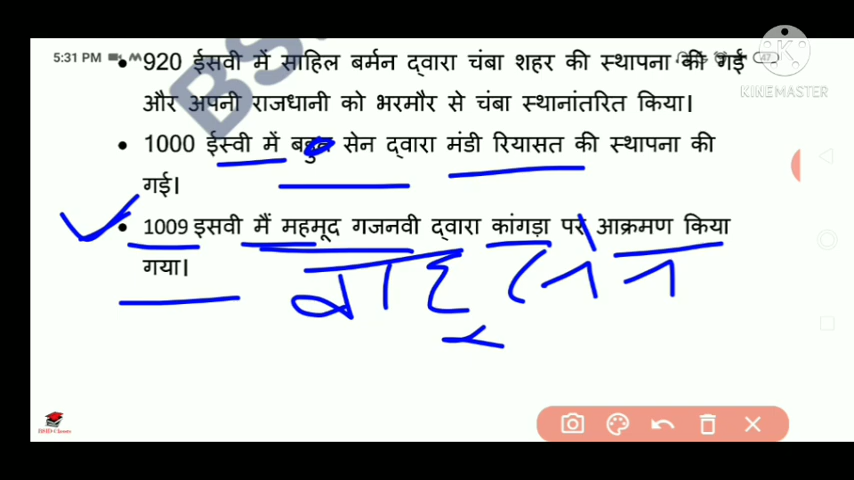 5:31 PM
920 ईसवी में साहिल बर्मन द्वारा चंबा शहर की स्थापना की गई
और अपनी राजधानी को भरमौर से चंबा स्थानांतरित किया।
1000 ईस्वी में सेन द्वारा मंडी रियासत की स्थापना की
गई।
1009 इसवी मैं महमूद गजनवी द्वारा कांगड़ा पर आक्रमण किया
गया।
बाहू सेन
KINEMASTER